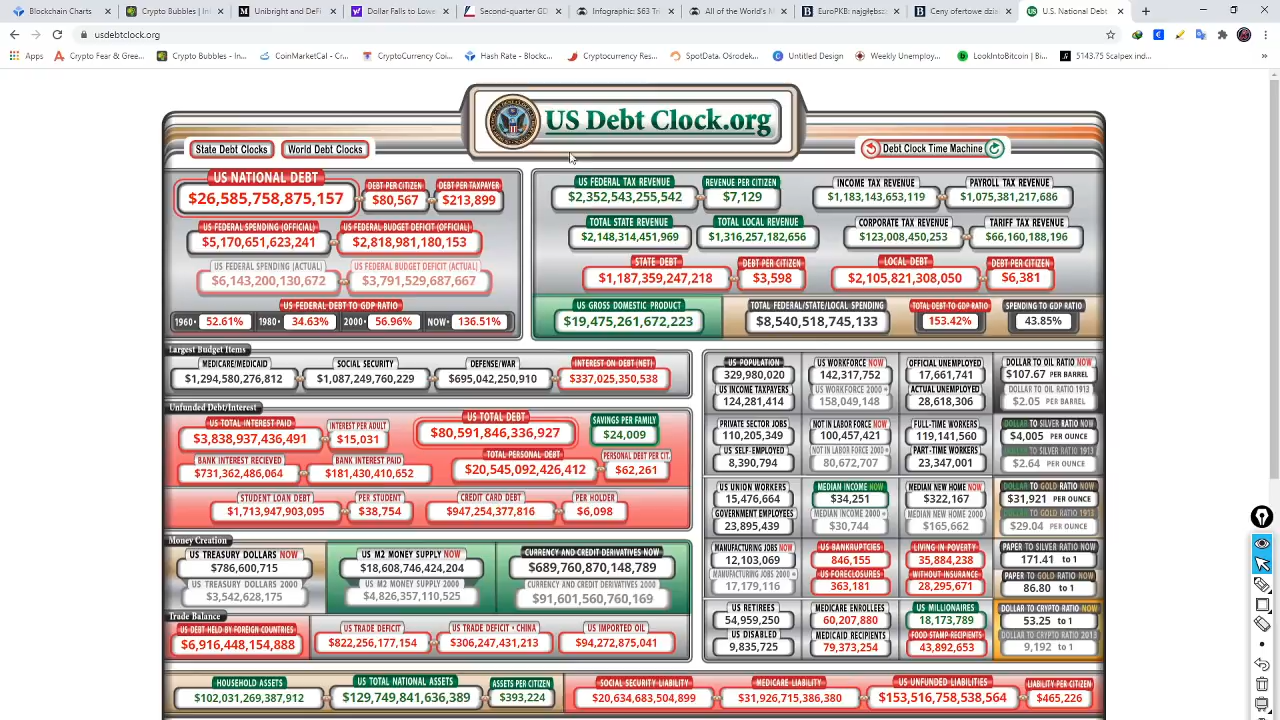 Blockchain Charts
Crypto Bubbles | Int
Midnight and DeFi
Dollar Falls to Lowe
Second-quarter GD
Infographic: $63 Tri
All of the World's M
EuroPKB: najgłębsz
Ceny ofertowe dzia
U.S. National Debt
usdebtclock.org
Apps
Crypto Fear & Gree...
Crypto Bubbles - In...
CoinMarketCal - Cr...
CryptoCurrency Coi...
Hash Rate - Blockc...
Cryptocurrency Res...
SpotData. Ośrodek...
Untitled Design
Weekly Unemploy...
LookIntoBitcoin | Bi...
5143.75 Scalpex ind...
US Debt Clock.org
State Debt Clocks
World Debt Clocks
Debt Clock Time Machine
US NATIONAL DEBT
$26,585,758,875,157
DEBT PER CITIZEN
$80,567
DEBT PER TAXPAYER
$213,899
US FEDERAL SPENDING (OFFICIAL)
$5,170,651,623,241
US FEDERAL BUDGET DEFICIT (OFFICIAL)
$2,818,981,180,153
US FEDERAL SPENDING (ACTUAL)
$6,143,200,130,672
US FEDERAL BUDGET DEFICIT (ACTUAL)
$3,791,529,687,667
US FEDERAL DEBT TO GDP RATIO
1960• 52.61%
1980• 34.63%
2000• 56.96%
NOW• 136.51%
US FEDERAL TAX REVENUE
$2,352,543,255,542
REVENUE PER CITIZEN
$7,129
INCOME TAX REVENUE
$1,183,143,653,119
PAYROLL TAX REVENUE
$1,075,381,217,686
TOTAL STATE REVENUE
$2,148,314,451,969
TOTAL LOCAL REVENUE
$1,316,257,182,656
CORPORATE TAX REVENUE
$123,008,450,253
TARIFF TAX REVENUE
$66,160,188,196
STATE DEBT
$1,187,359,247,218
DEBT PER CITIZEN
$3,598
LOCAL DEBT
$2,105,821,308,050
DEBT PER CITIZEN
$6,381
US GROSS DOMESTIC PRODUCT
$19,475,261,672,223
TOTAL FEDERAL/STATE/LOCAL SPENDING
$8,540,518,745,133
TOTAL DEBT TO GDP RATIO
153.42%
SPENDING TO GDP RATIO
43.85%
Largest Budget Items
MEDICARE/MEDICAID
$1,294,580,276,812
SOCIAL SECURITY
$1,087,249,760,229
DEFENSE/WAR
$695,042,250,910
INTEREST ON DEBT (NET)
$337,025,350,538
Unfunded Debt/Interest
US TOTAL INTEREST PAID
$3,838,937,436,491
INTEREST PER ADULT
$15,031
US TOTAL DEBT
$80,591,846,336,927
SAVINGS PER FAMILY
$24,009
BANK INTEREST RECIEVED
$731,362,486,064
BANK INTEREST PAID
$181,430,410,652
TOTAL PERSONAL DEBT
$20,545,092,426,412
PERSONAL DEBT PER CIT.
$62,261
STUDENT LOAN DEBT
$1,713,947,903,095
PER STUDENT
$38,754
CREDIT CARD DEBT
$947,254,377,816
PER HOLDER
$6,098
Money Creation
US TREASURY DOLLARS NOW
$786,600,715
US TREASURY DOLLARS 2000
$3,542,628,175
US M2 MONEY SUPPLY NOW
$18,608,746,424,204
US M2 MONEY SUPPLY 2000
$4,826,357,110,525
CURRENCY AND CREDIT DERIVATIVES NOW
$689,760,870,148,789
CURRENCY AND CREDIT DERIVATIVES 2000
$91,601,560,760,169
Trade Balance
US DEBT HELD BY FOREIGN COUNTRIES
$6,916,448,154,888
US TRADE DEFICIT
$822,256,177,154
US TRADE DEFICIT • CHINA
$306,247,431,213
US IMPORTED OIL
$94,272,875,041
US POPULATION
329,980,020
US INCOME TAXPAYERS
124,281,414
US WORKFORCE NOW
142,317,752
US WORKFORCE 2000
158,049,148
OFFICIAL UNEMPLOYED
17,661,741
ACTUAL UNEMPLOYED
28,618,306
DOLLAR TO OIL RATIO NOW
$107.67 PER BARREL
DOLLAR TO OIL RATIO 1913
$2.05 PER BARREL
PRIVATE SECTOR JOBS
110,205,349
US SELF-EMPLOYED
8,390,794
NOT IN LABOR FORCE NOW
100,457,421
NOT IN LABOR FORCE 2000
80,672,707
FULL-TIME WORKERS
119,141,560
PART-TIME WORKERS
23,347,001
DOLLAR TO SILVER RATIO NOW
$4,005 PER OUNCE
DOLLAR TO SILVER RATIO 1913
$2.64 PER OUNCE
US UNION WORKERS
15,476,664
GOVERNMENT EMPLOYEES
23,895,439
MEDIAN INCOME NOW
$34,251
MEDIAN INCOME 2000
$30,744
MEDIAN NEW HOME NOW
$322,167
MEDIAN NEW HOME 2000
$165,662
DOLLAR TO GOLD RATIO NOW
$31,921 PER OUNCE
DOLLAR TO GOLD RATIO 1913
$29.04 PER OUNCE
MANUFACTURING JOBS NOW
12,103,069
MANUFACTURING JOBS 2000
17,179,116
US BANKRUPTCIES
846,155
US FORECLOSURES
363,181
LIVING IN POVERTY
35,884,238
WITHOUT INSURANCE
28,295,671
PAPER TO SILVER RATIO NOW
171.41 to 1
PAPER TO GOLD RATIO NOW
86.80 to 1
US RETIREES
54,959,250
US DISABLED
9,835,725
MEDICARE ENROLLEES
60,207,880
MEDICAID RECIPIENTS
79,373,254
US MILLIONAIRES
18,173,789
FOOD STAMP RECIPIENTS
43,892,653
DOLLAR TO CRYPTO RATIO NOW
53.25 to 1
DOLLAR TO CRYPTO RATIO 2013
9,192 to 1
HOUSEHOLD ASSETS
$102,031,269,387,912
US TOTAL NATIONAL ASSETS
$129,749,841,636,389
ASSETS PER CITIZEN
$393,224
SOCIAL SECURITY LIABILITY
$20,634,683,504,899
MEDICARE LIABILITY
$31,926,715,386,380
US UNFUNDED LIABILITIES
$153,516,758,538,564
LIABILITY PER CITIZEN
$465,226